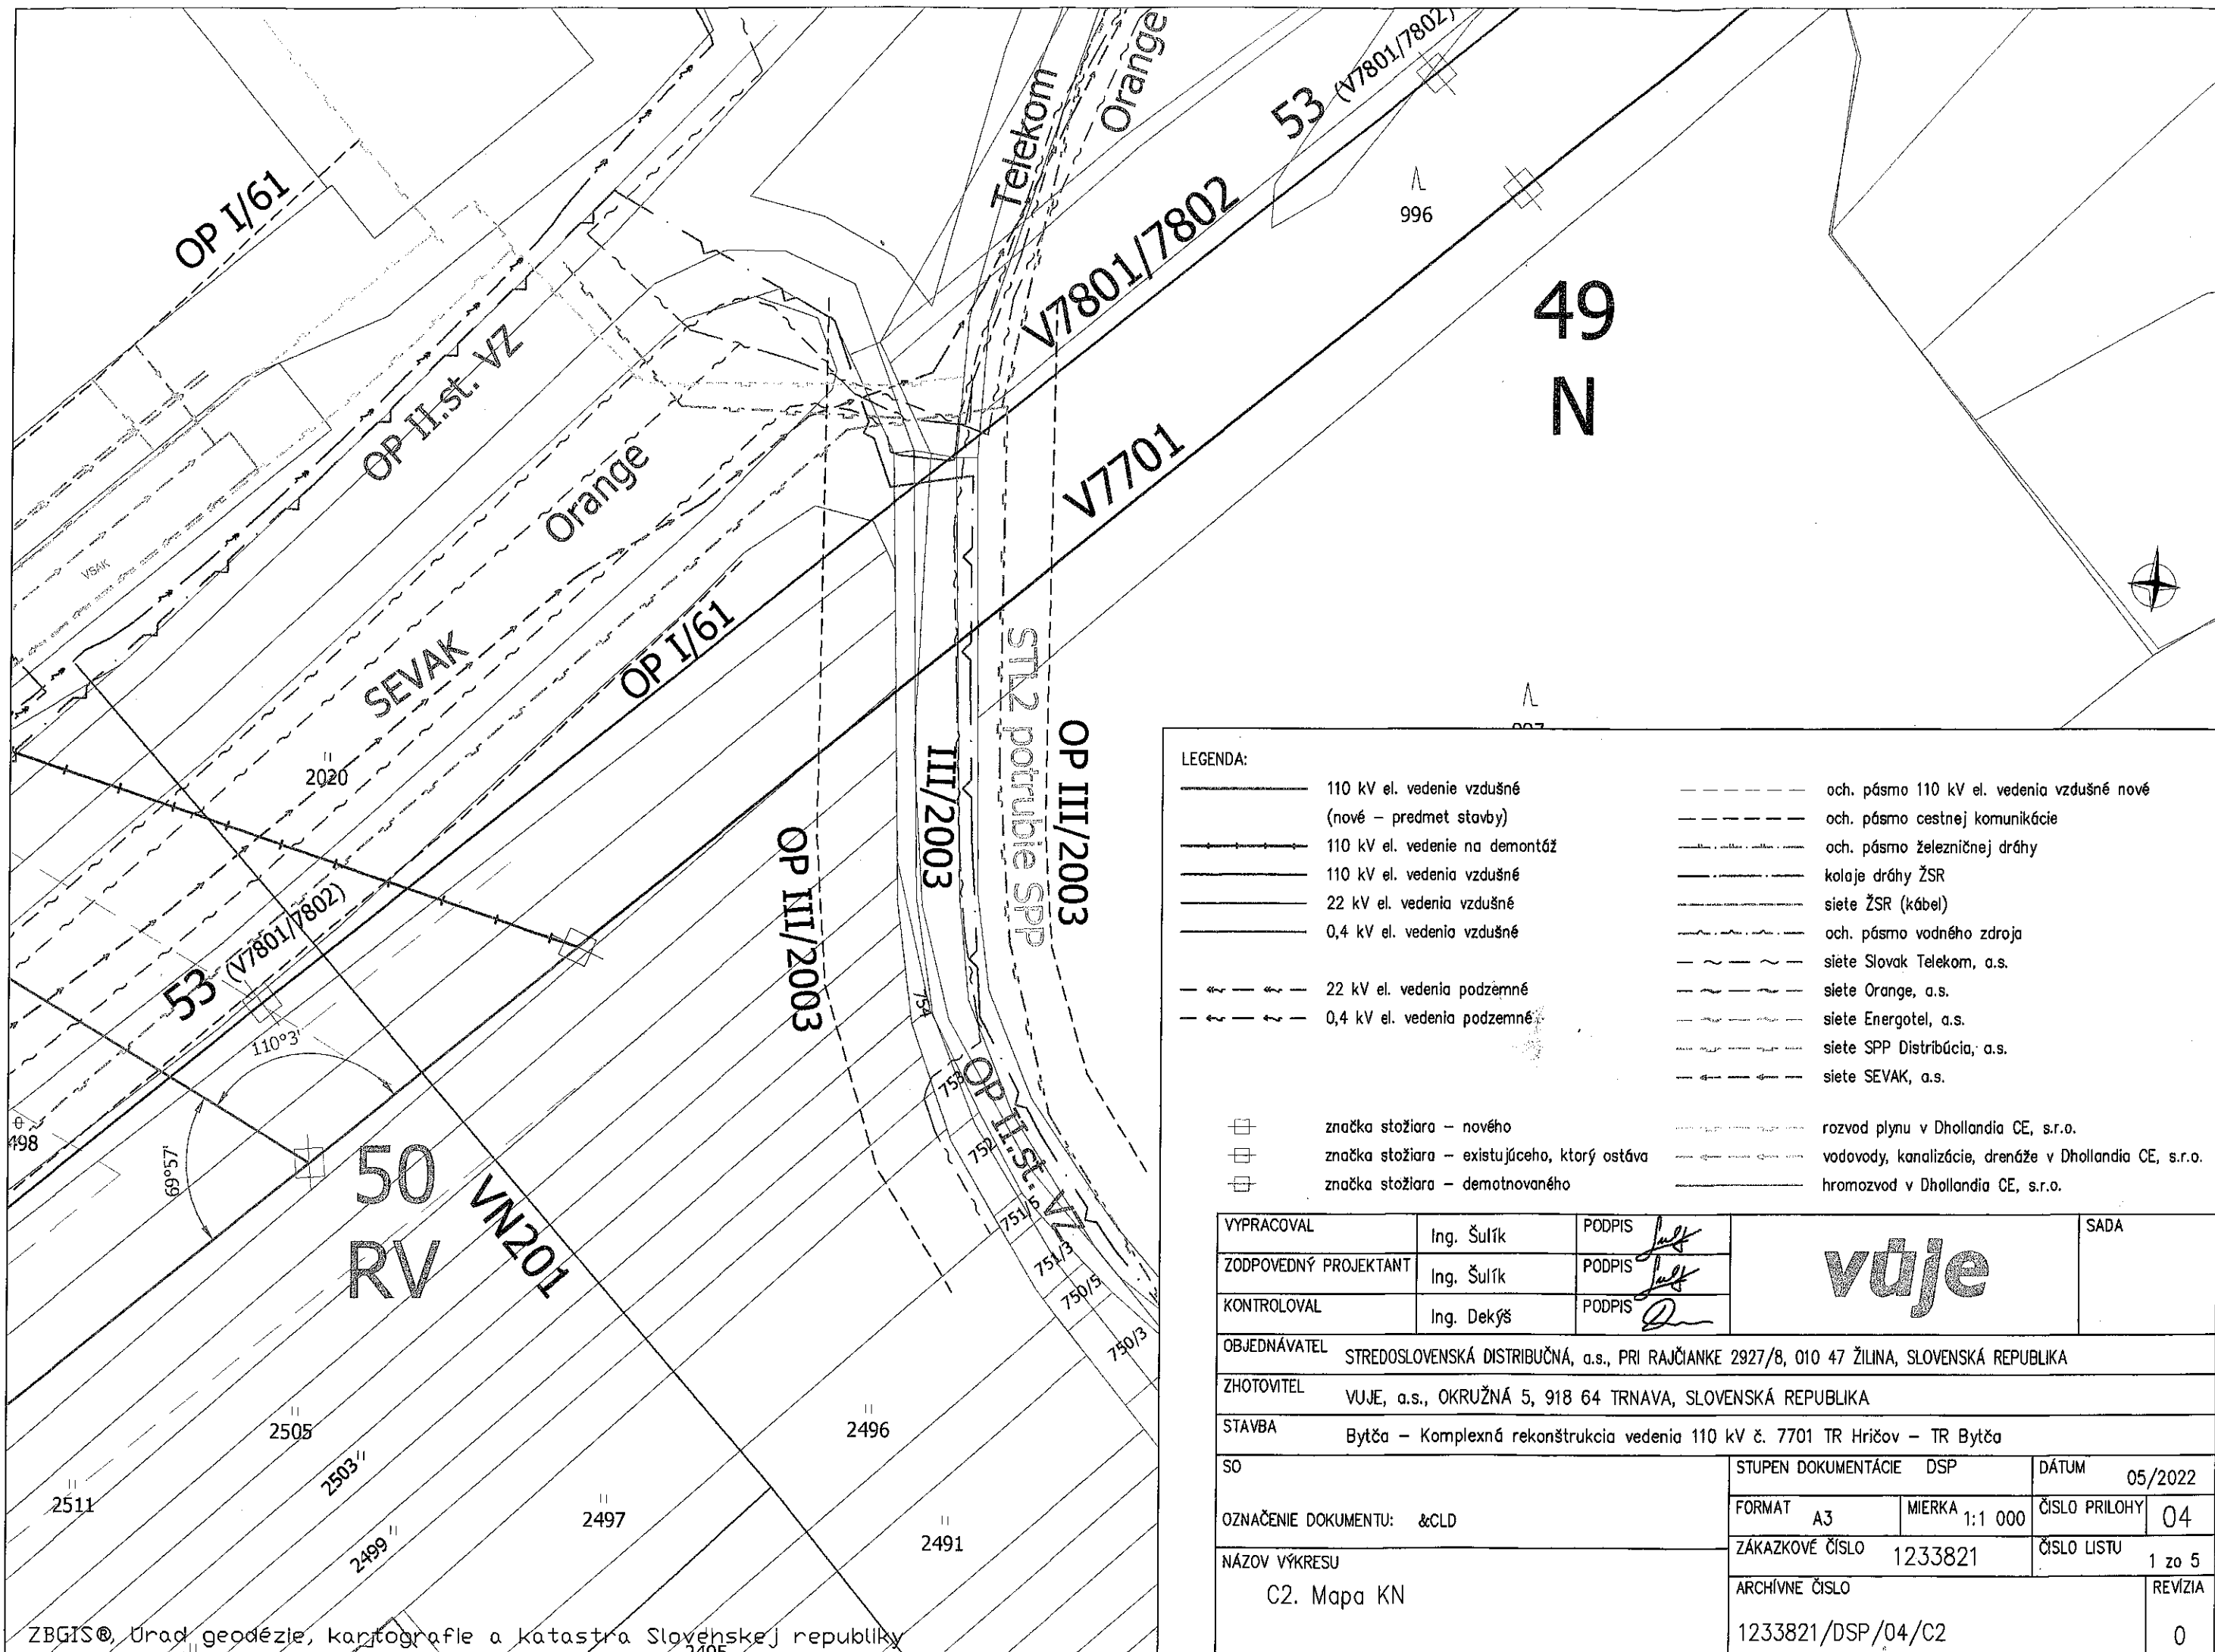 OP I/61
Telekom
Orange
53 (V7801/7802)
996
V7801/7802
49
N
OP II.st. VZ
Orange
V7701
VSAK
SEVAK
OP I/61
STL2 potrubie SPP
OP III/2003
III/2003
OP III/2003
2020
53 (V7801/7802)
110°3'
69°57'
498
50
RV
VN201
754
753
OP II.st. VZ
752
751/5
751/3
750/5
750/3
2505
2503
2511
2499
2497
2496
2491
ZBGIS®, Úrad geodézie, kartografie a katastra Slovenskej republiky
LEGENDA:
110 kV el. vedenie vzdušné
(nové – predmet stavby)
110 kV el. vedenie na demontáž
110 kV el. vedenia vzdušné
22 kV el. vedenia vzdušné
0,4 kV el. vedenia vzdušné
22 kV el. vedenia podzemné
0,4 kV el. vedenia podzemné
značka stožiara – nového
značka stožiara – existujúceho, ktorý ostáva
značka stožiara – demotnovaného
och. pásmo 110 kV el. vedenia vzdušné nové
och. pásmo cestnej komunikácie
och. pásmo železničnej dráhy
kolaje dráhy ŽSR
siete ŽSR (kábel)
och. pásmo vodného zdroja
siete Slovak Telekom, a.s.
siete Orange, a.s.
siete Energotel, a.s.
siete SPP Distribúcia, a.s.
siete SEVAK, a.s.
rozvod plynu v Dhollandia CE, s.r.o.
vodovody, kanalizácie, drenáže v Dhollandia CE, s.r.o.
hromozvod v Dhollandia CE, s.r.o.
VYPRACOVAL Ing. Šulík PODPIS
ZODPOVEDNÝ PROJEKTANT Ing. Šulík PODPIS
KONTROLOVAL Ing. Dekýš PODPIS
vuje
SADA
OBJEDNÁVATEL STREDOSLOVENSKÁ DISTRIBUČNÁ, a.s., PRI RAJČIANKE 2927/8, 010 47 ŽILINA, SLOVENSKÁ REPUBLIKA
ZHOTOVITEL VUJE, a.s., OKRUŽNÁ 5, 918 64 TRNAVA, SLOVENSKÁ REPUBLIKA
STAVBA Bytča – Komplexná rekonštrukcia vedenia 110 kV č. 7701 TR Hričov – TR Bytča
SO
STUPEN DOKUMENTÁCIE DSP DÁTUM 05/2022
OZNAČENIE DOKUMENTU: &CLD
FORMAT A3 MIERKA 1:1 000 ČISLO PRILOHY 04
ZÁKAZKOVÉ ČÍSLO 1233821 ČISLO LISTU 1 zo 5
NÁZOV VÝKRESU
C2. Mapa KN
ARCHÍVNE ČISLO REVÍZIA
1233821/DSP/04/C2 0